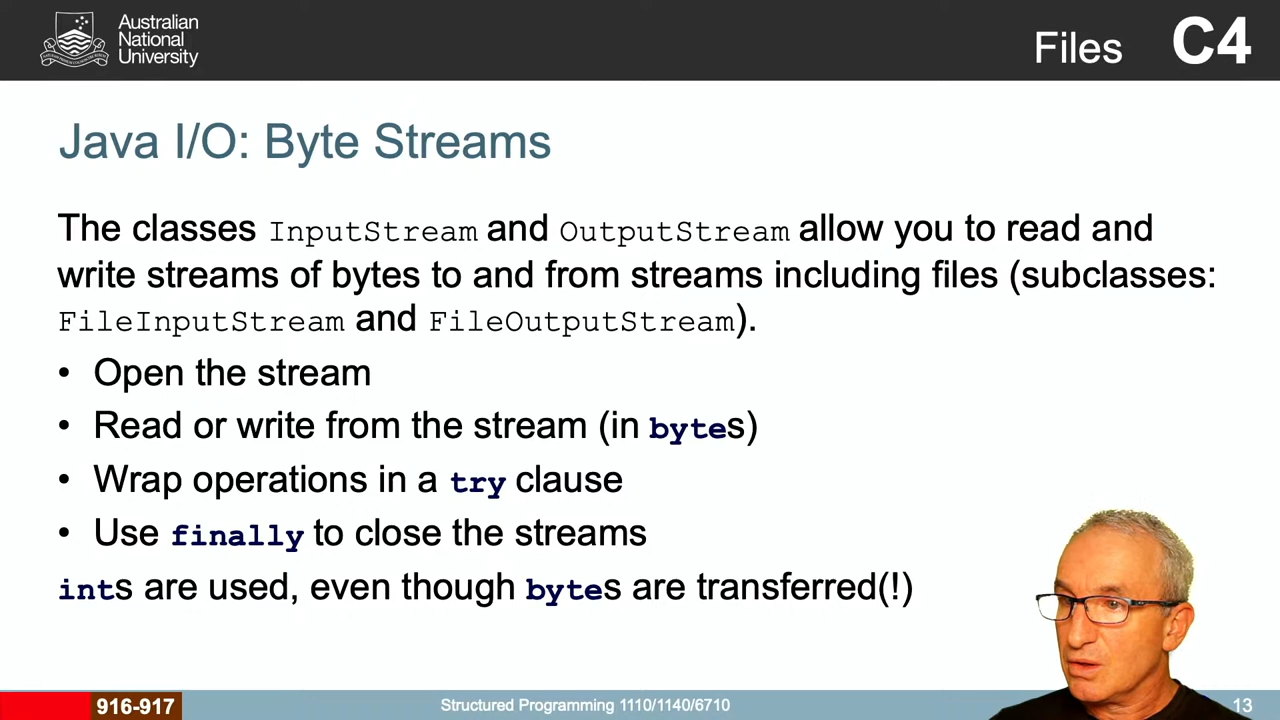 Australian
National
University
Files C4
Java I/O: Byte Streams
The classes InputStream and OutputStream allow you to read and
write streams of bytes to and from streams including files (subclasses:
FileInputStream and FileOutputStream).
• Open the stream
• Read or write from the stream (in bytes)
• Wrap operations in a try clause
• Use finally to close the streams
ints are used, even though bytes are transferred(!)
916-917 Structured Programming 1110/1140/6710 13